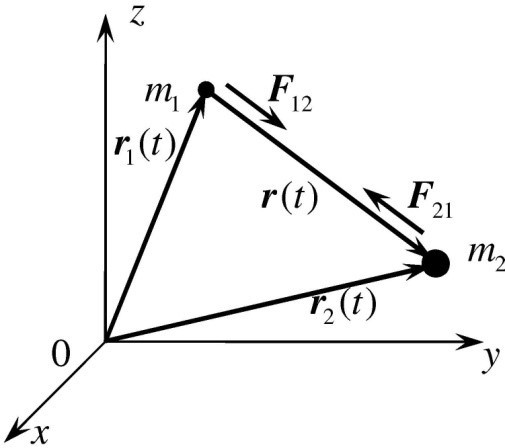 z
m₁
F₁₂
r₁(t)
r(t)
F₂₁
m₂
r₂(t)
0
y
x